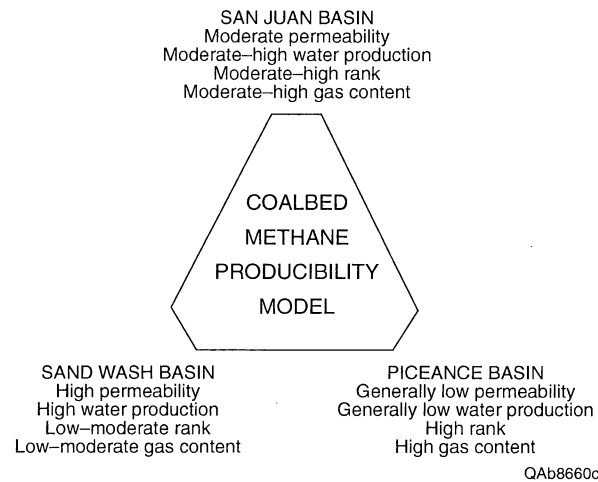 SAN JUAN BASIN
Moderate permeability
Moderate–high water production
Moderate–high rank
Moderate–high gas content
COALBED
METHANE
PRODUCIBILITY
MODEL
SAND WASH BASIN
High permeability
High water production
Low–moderate rank
Low–moderate gas content
PICEANCE BASIN
Generally low permeability
Generally low water production
High rank
High gas content
QAb8660c